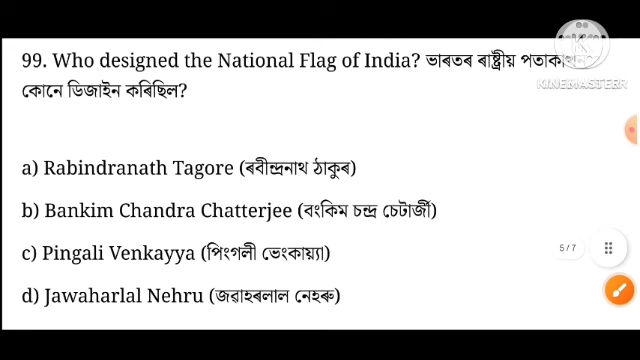 99. Who designed the National Flag of India? ভাৰতৰ ৰাষ্ট্ৰীয় পতাকাখন
কোনে ডিজাইন কৰিছিল?
KINEMASTER
a) Rabindranath Tagore (ৰবীন্দ্ৰনাথ ঠাকুৰ)
b) Bankim Chandra Chatterjee (বংকিম চন্দ্ৰ চেটাৰ্জী)
c) Pingali Venkayya (পিংগলী ভেংকায়্যা)
5/7
d) Jawaharlal Nehru (জৱাহৰলাল নেহৰু)